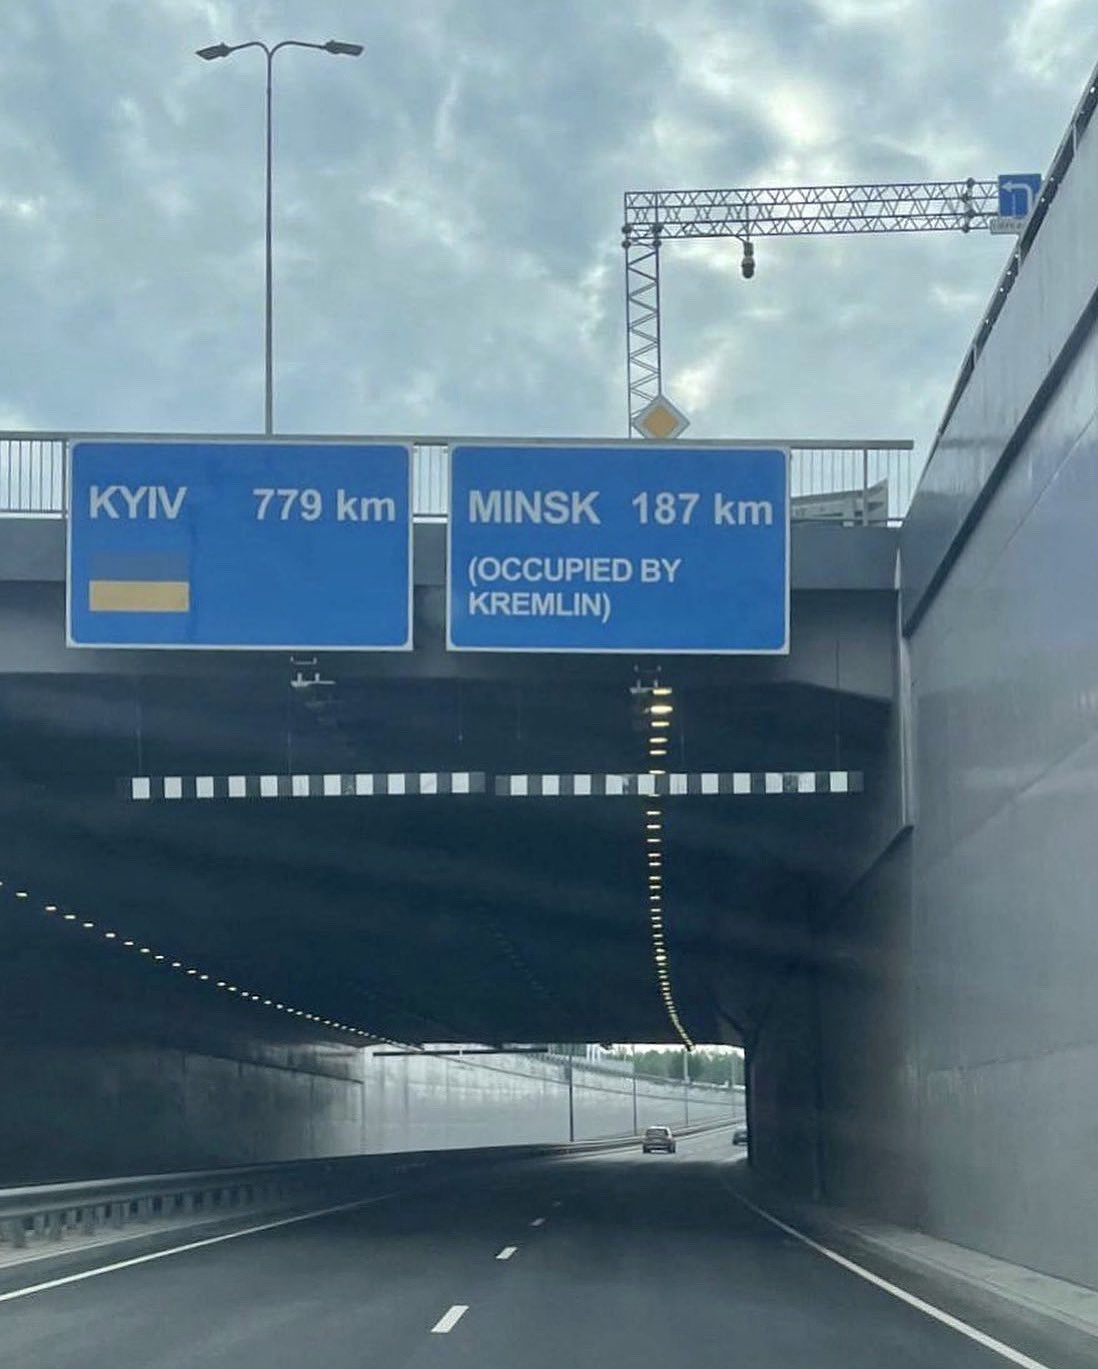 KYIV 779 km
MINSK 187 km
(OCCUPIED BY
KREMLIN)